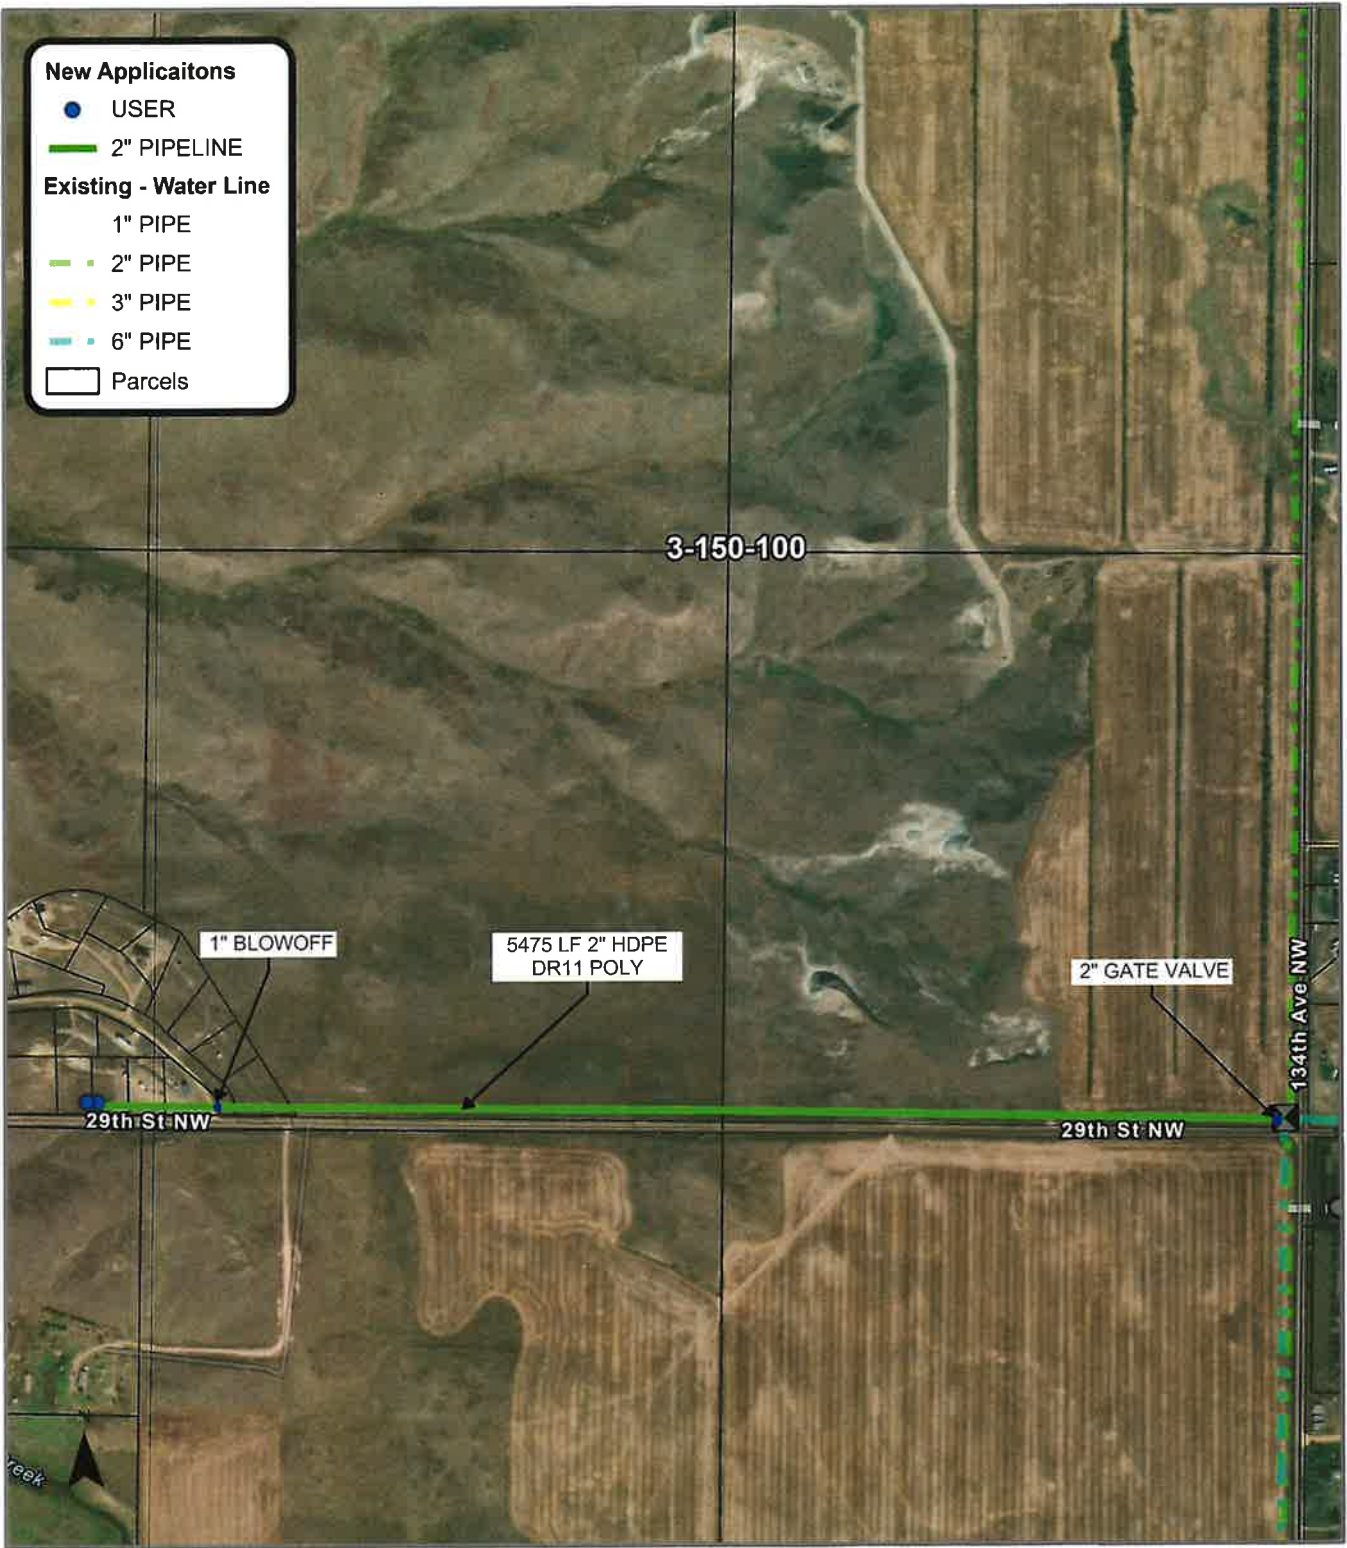 New Applicaitons
USER
2" PIPELINE
Existing - Water Line
1" PIPE
2" PIPE
3" PIPE
6" PIPE
Parcels
3-150-100
1" BLOWOFF
5475 LF 2" HDPE
DR11 POLY
2" GATE VALVE
134th Ave NW
29th St NW
29th St NW
reek